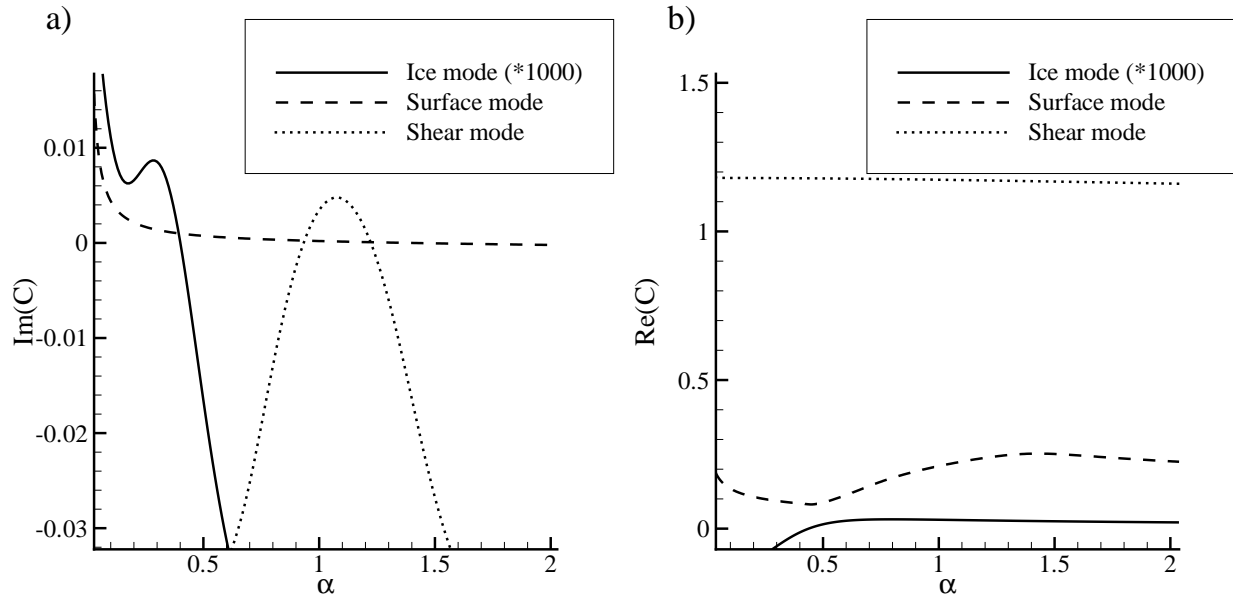 a)
Ice mode (*1000)
Surface mode
Shear mode
Im(C)
0.01
0
-0.01
-0.02
-0.03
0.5
1
1.5
2
α
b)
Ice mode (*1000)
Surface mode
Shear mode
Re(C)
1.5
1
0.5
0
0.5
1
1.5
2
α